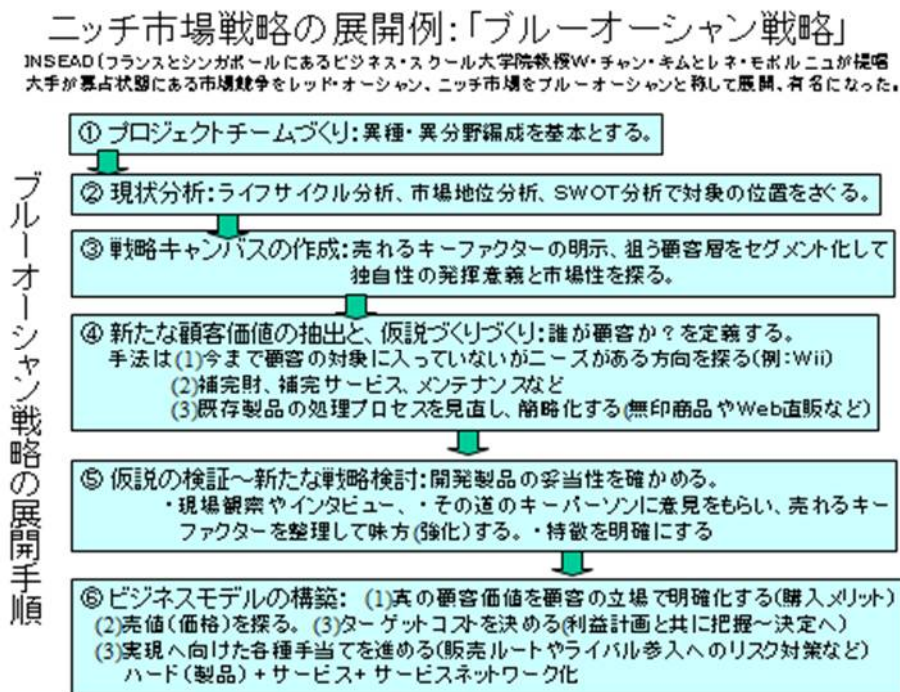 ニッチ市場戦略の展開例:「ブルーオーシャン戦略」
INSEAD(フランスとシンガポールにあるビジネス・スクール大学院教授W・チャン・キムとレネ・モボルニュが提唱
大手が寡占状態にある市場競争をレッド・オーシャン、ニッチ市場をブルーオーシャンと称して展開、有名になった。
ブルーオーシャン戦略の展開手順
① プロジェクトチームづくり:異種・異分野編成を基本とする。
② 現状分析:ライフサイクル分析、市場地位分析、SWOT分析で対象の位置をさぐる。
③ 戦略キャンバスの作成:売れるキーファクターの明示、狙う顧客層をセグメント化して
独自性の発揮意義と市場性を探る。
④ 新たな顧客価値の抽出と、仮説づくりづくり:誰が顧客か?を定義する。
手法は(1)今まで顧客の対象に入っていないがニーズがある方向を探る(例:Wii)
(2)補完財、補完サービス、メンテナンスなど
(3)既存製品の処理プロセスを見直し、簡略化する(無印商品やWeb直販など)
⑤ 仮説の検証～新たな戦略検討:開発製品の妥当性を確かめる。
・現場観察やインタビュー、・その道のキーパーソンに意見をもらい、売れるキー
ファクターを整理して味方(強化)する。・特徴を明確にする
⑥ ビジネスモデルの構築: (1)真の顧客価値を顧客の立場で明確化する(購入メリット)
(2)売値(価格)を探る。 (3)ターゲットコストを決める(利益計画と共に把握～決定へ)
(3)実現へ向けた各種手当てを進める(販売ルートやライバル参入へのリスク対策など)
ハード(製品)+サービス+サービスネットワーク化